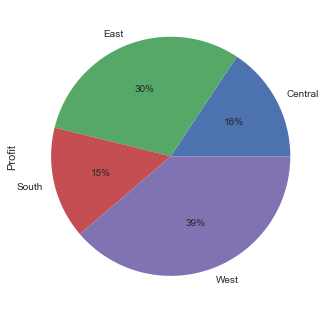 East
Central
30%
16%
Profit
15%
South
39%
West